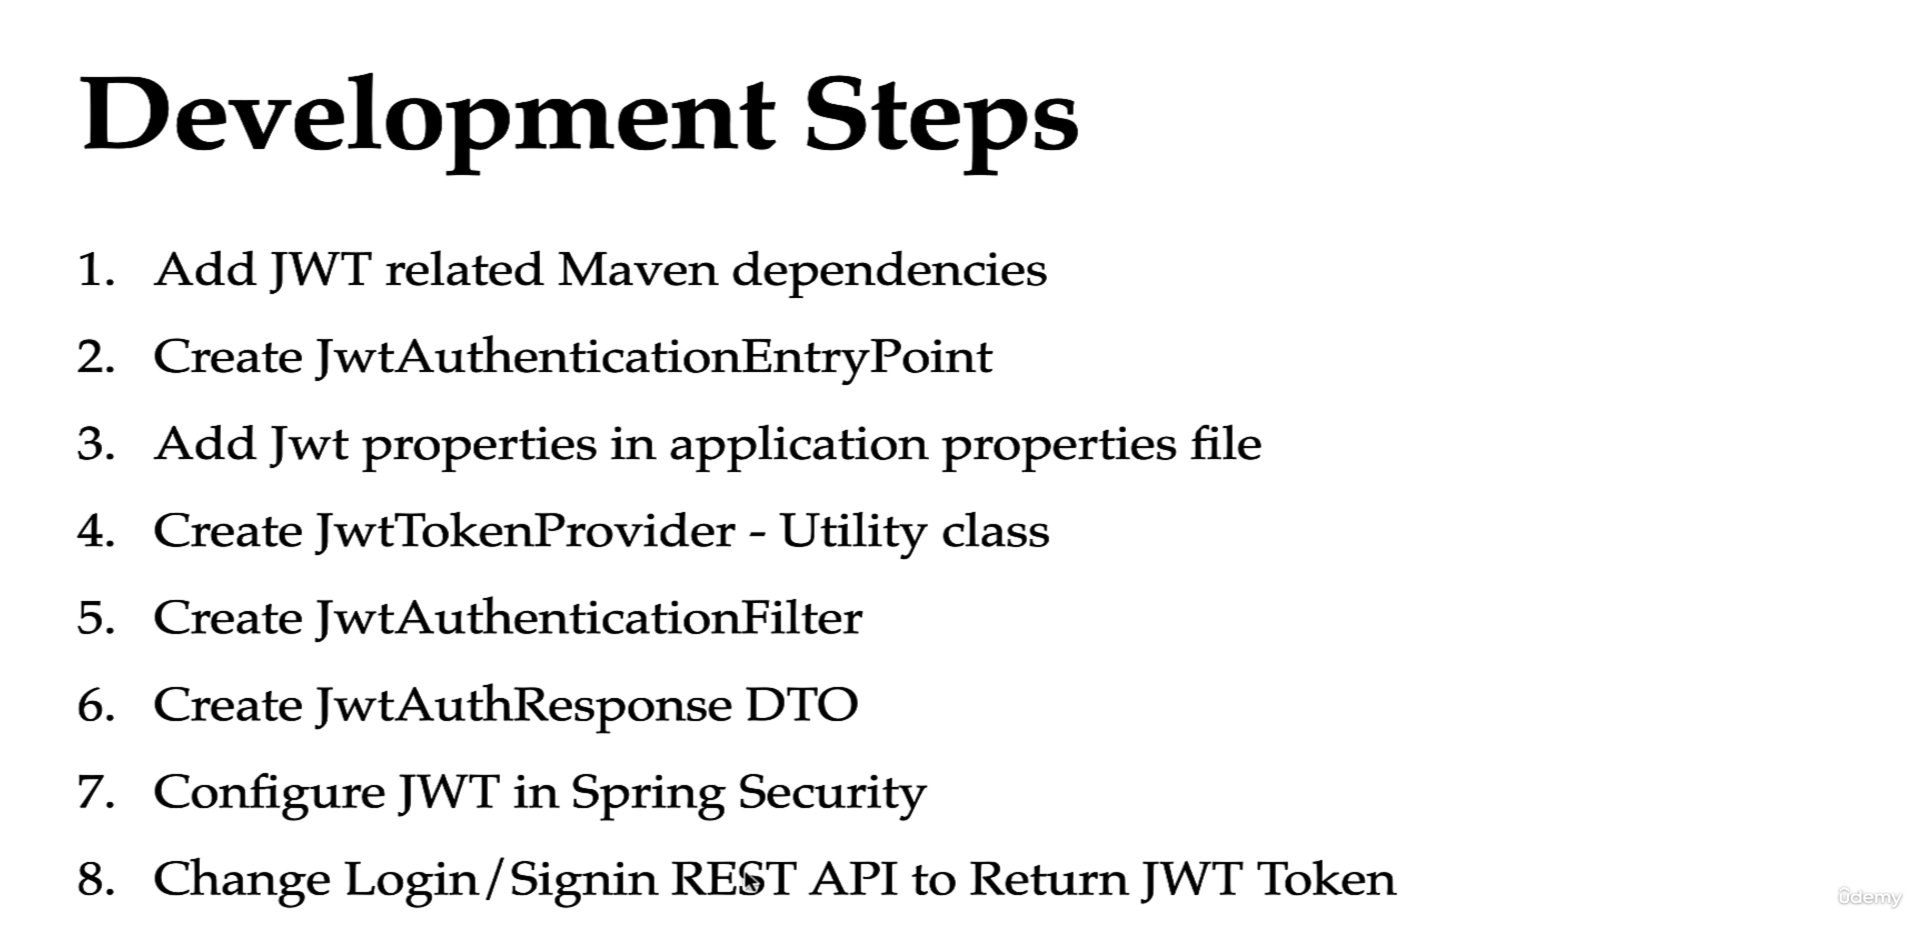 Development Steps
1. Add JWT related Maven dependencies
2. Create JwtAuthenticationEntryPoint
3. Add Jwt properties in application properties file
4. Create JwtTokenProvider - Utility class
5. Create JwtAuthenticationFilter
6. Create JwtAuthResponse DTO
7. Configure JWT in Spring Security
8. Change Login/Signin REST API to Return JWT Token
ûdemy